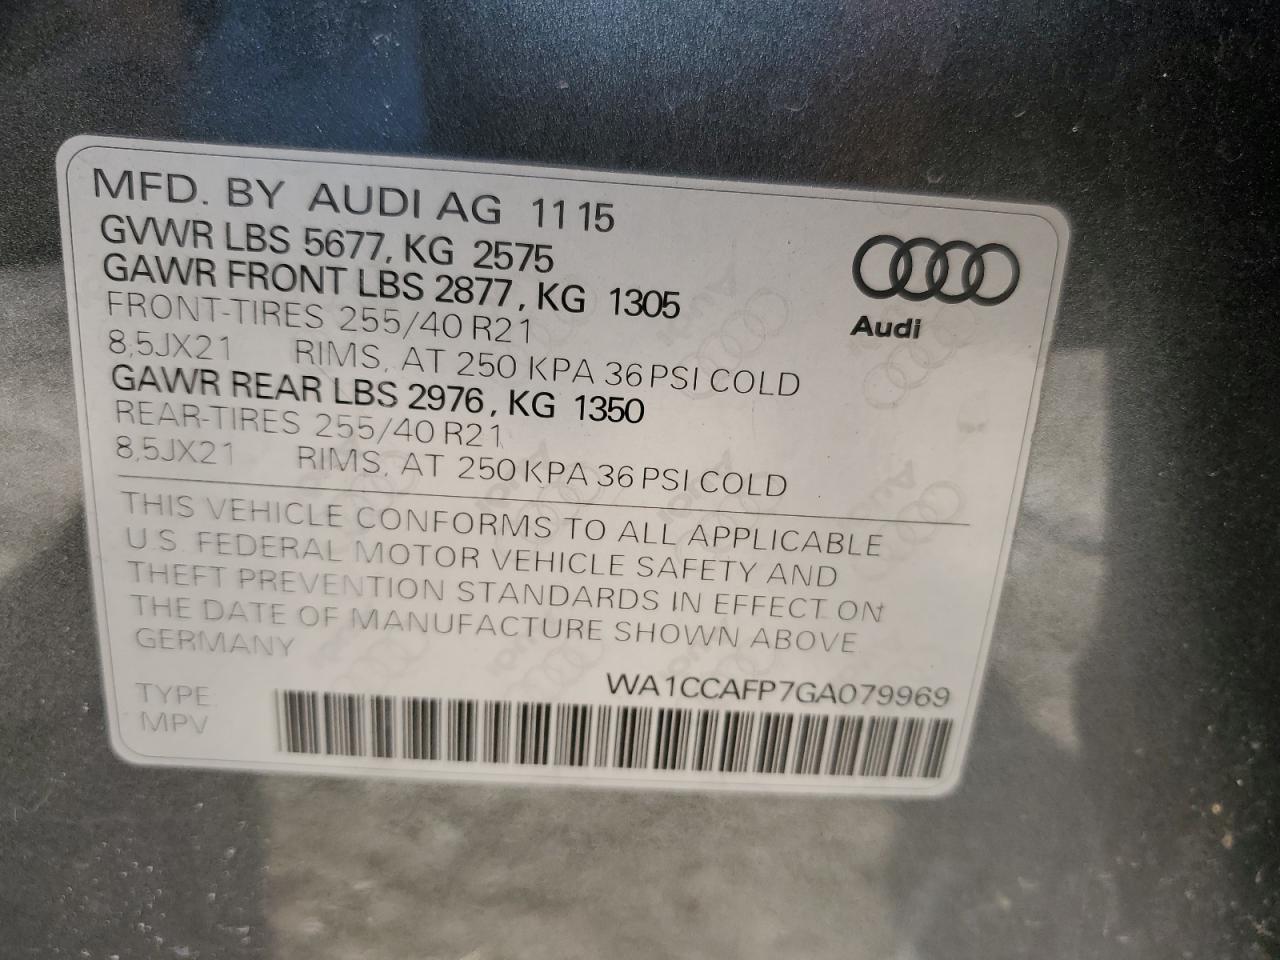 MFD. BY AUDI AG 11 15
GVWR LBS 5677, KG 2575
GAWR FRONT LBS 2877, KG 1305
FRONT-TIRES 255/40 R21
8,5JX21 RIMS, AT 250 KPA 36 PSI COLD
GAWR REAR LBS 2976, KG 1350
REAR-TIRES 255/40 R21
8,5JX21 RIMS, AT 250 KPA 36 PSI COLD
Audi
THIS VEHICLE CONFORMS TO ALL APPLICABLE
U.S. FEDERAL MOTOR VEHICLE SAFETY AND
THEFT PREVENTION STANDARDS IN EFFECT ON
THE DATE OF MANUFACTURE SHOWN ABOVE
GERMANY
WA1CCAFP7GA079969
TYPE
MPV